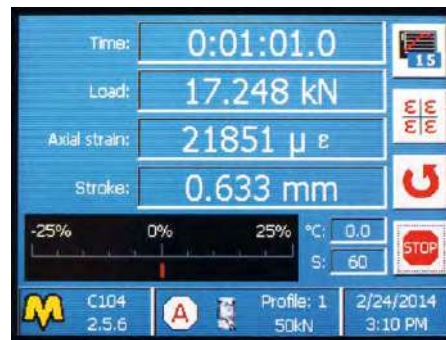 Time: 0:01:01.0
15
Load: 17.248 kN
ε|ε
ε|ε
Axial strain: 21851 µ ε
Stroke: 0.633 mm
-25% 0% 25% °C: 0.0
STOP
S: 60
C104
2.5.6
A
Profile: 1
50kN
2/24/2014
3:10 PM